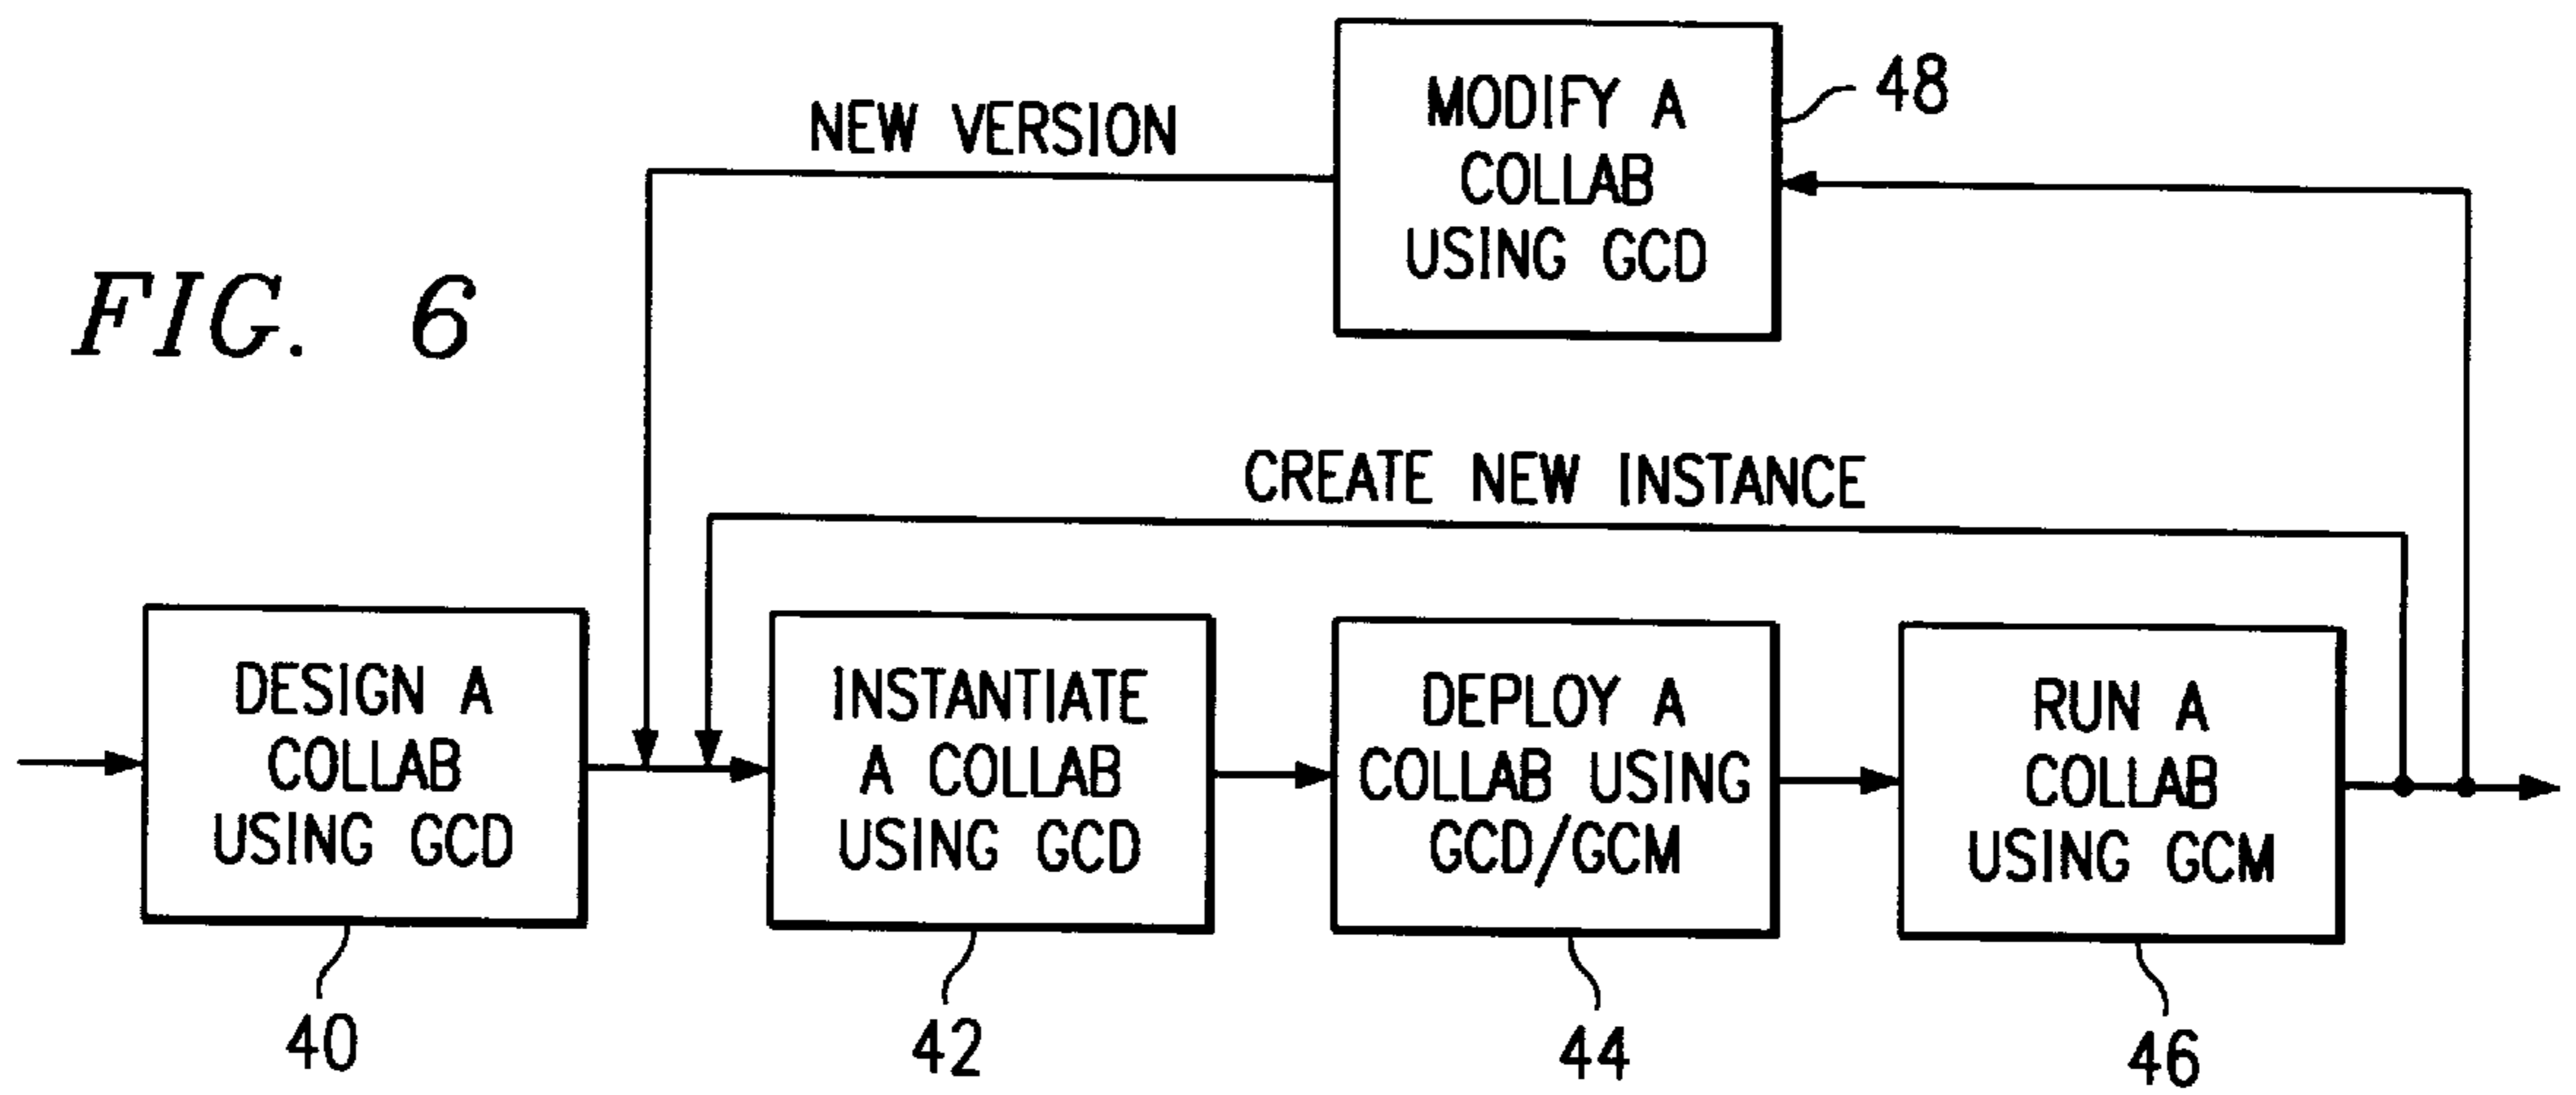 MODIFY A
COLLAB
USING GCD
48
NEW VERSION
FIG. 6
CREATE NEW INSTANCE
DESIGN A
COLLAB
USING GCD
INSTANTIATE
A COLLAB
USING GCD
DEPLOY A
COLLAB USING
GCD/GCM
RUN A
COLLAB
USING GCM
40
42
44
46